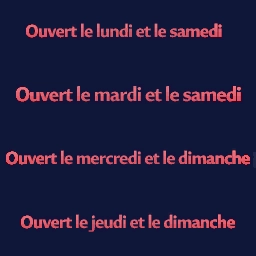 Ouvert le lundi et le samedi
Ouvert le mardi et le samedi
Ouvert le mercredi et le dimanche
Ouvert le jeudi et le dimanche